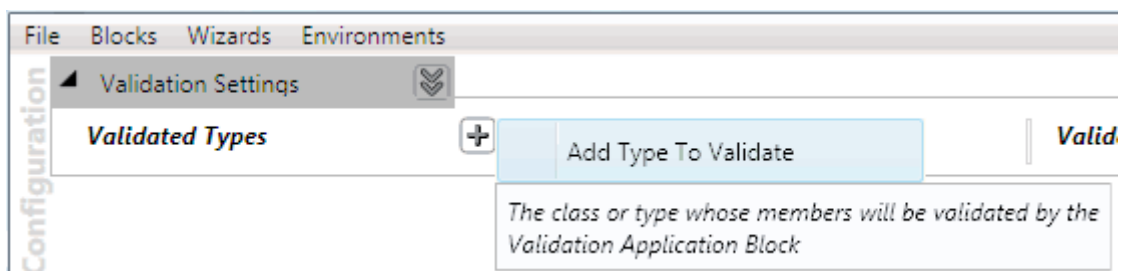 File Blocks Wizards Environments
Configuration
Validation Settings
Validated Types
Add Type To Validate
Valid
The class or type whose members will be validated by the
Validation Application Block